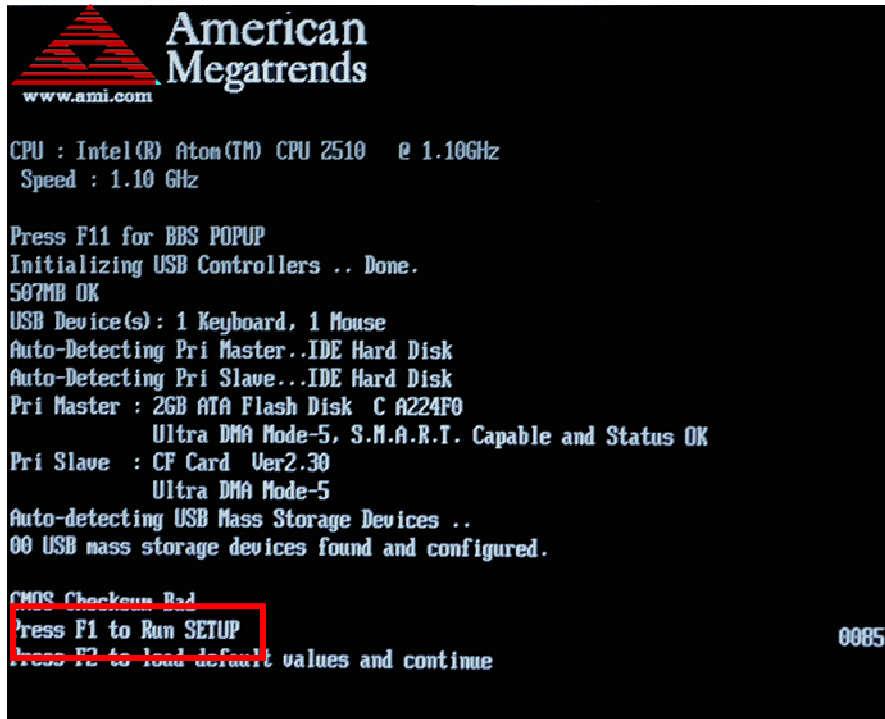 American
Megatrends
www.ami.com
CPU : Intel(R) Atom(TM) CPU Z510 @ 1.10GHz
Speed : 1.10 GHz
Press F11 for BBS POPUP
Initializing USB Controllers .. Done.
507MB OK
USB Device(s): 1 Keyboard, 1 Mouse
Auto-Detecting Pri Master..IDE Hard Disk
Auto-Detecting Pri Slave...IDE Hard Disk
Pri Master : 2GB ATA Flash Disk C A224F0
Ultra DMA Mode-5, S.M.A.R.T. Capable and Status OK
Pri Slave : CF Card Ver2.30
Ultra DMA Mode-5
Auto-detecting USB Mass Storage Devices ..
00 USB mass storage devices found and configured.
CMOS Checksum Bad
Press F1 to Run SETUP
0085
Press F2 to load default values and continue